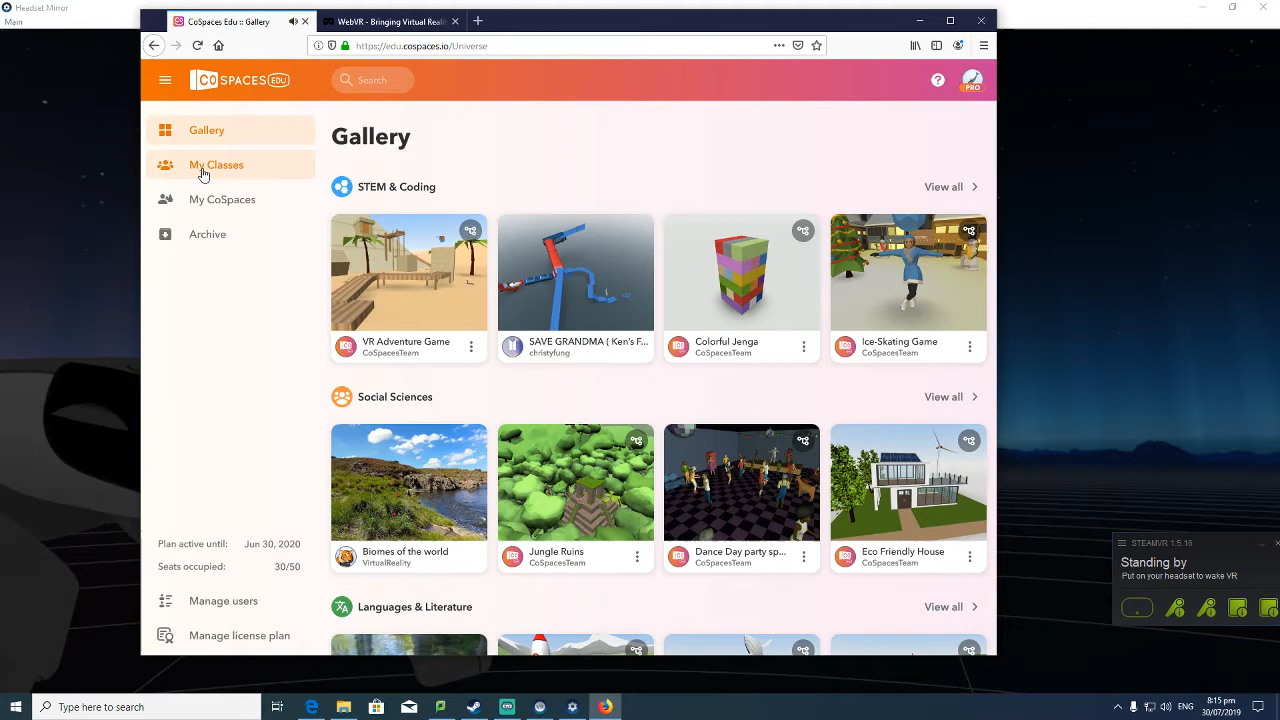 Headset Mirror
Main
CoSpaces Edu :: Gallery
WebVR - Bringing Virtual Reali
https://edu.cospaces.io/Universe
COSPACES EDU
Search
PRO
Gallery
My Classes
My CoSpaces
Archive
Plan active until: Jun 30, 2020
Seats occupied: 30/50
Manage users
Manage license plan
Gallery
STEM & Coding
View all
VR Adventure Game
CoSpacesTeam
SAVE GRANDMA ( Ken's F...
christyfung
Colorful Jenga
CoSpacesTeam
Ice-Skating Game
CoSpacesTeam
Social Sciences
View all
Biomes of the world
VirtualReality
Jungle Ruins
CoSpacesTeam
Dance Day party sp...
CoSpacesTeam
Eco Friendly House
CoSpacesTeam
Languages & Literature
View all
STEAMVR 1.5.16
Standing by
Put on your headset to wake VR
Type here to search
ENG
8:15 pm
30/07/2019